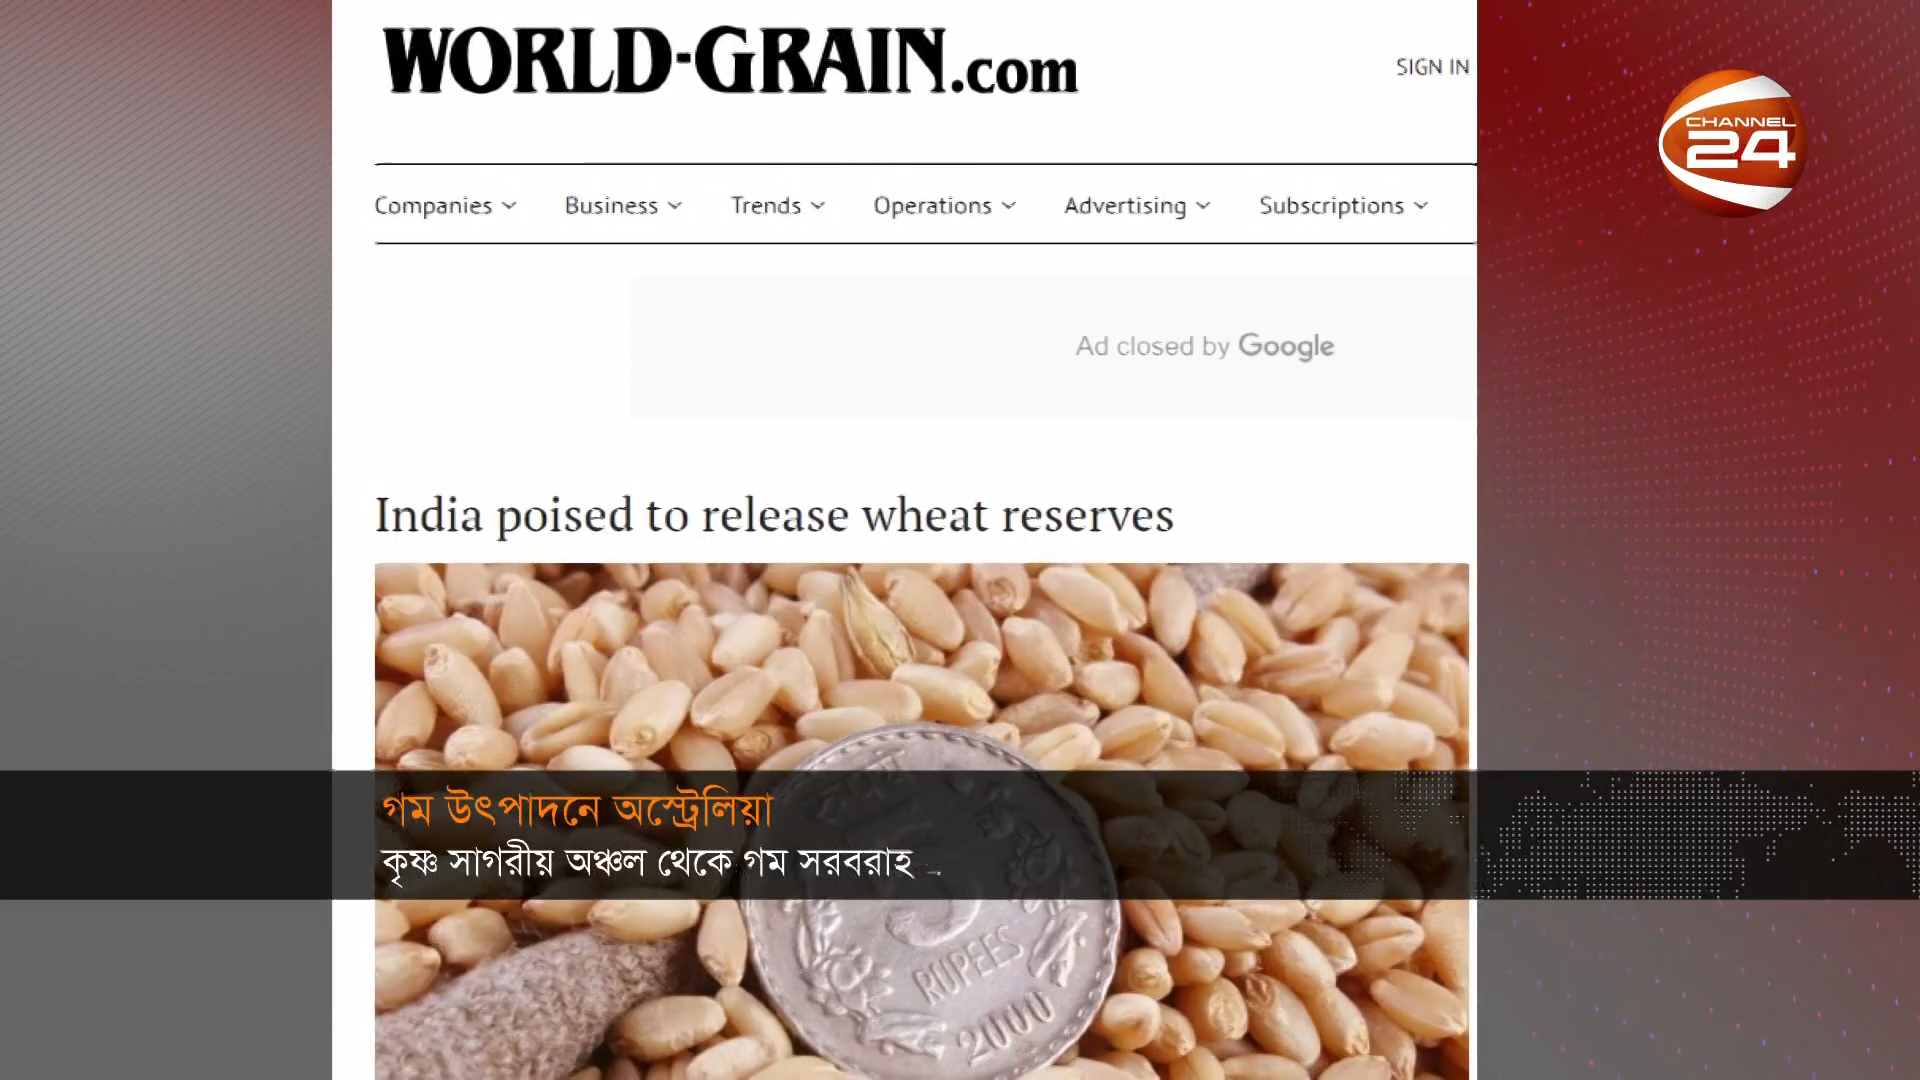 WORLD-GRAIN.com
SIGN IN
CHANNEL
24
Companies Business Trends Operations Advertising Subscriptions
Ad closed by Google
India poised to release wheat reserves
গম উৎপাদনে অস্ট্রেলিয়া
কৃষ্ণ সাগরীয় অঞ্চল থেকে গম সরবরাহ
RUPEES
2000